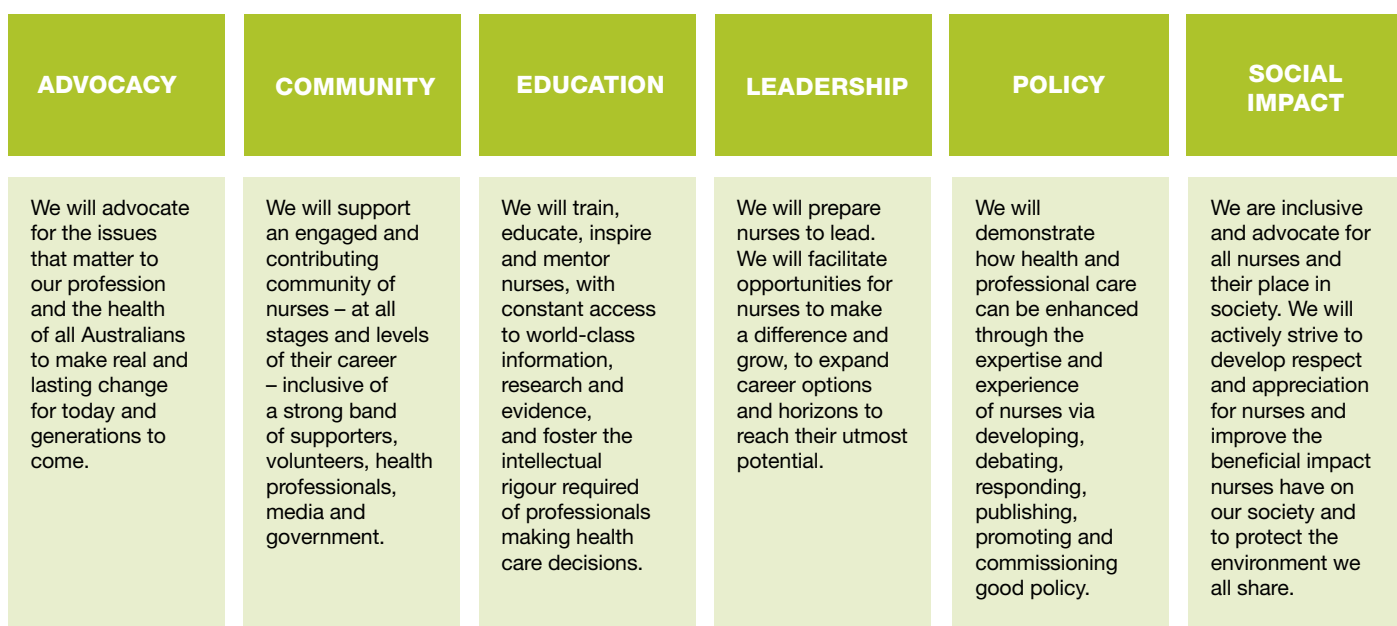 ADVOCACY
We will advocate
for the issues
that matter to
our profession
and the health
of all Australians
to make real and
lasting change
for today and
generations to
come.
COMMUNITY
We will support
an engaged and
contributing
community of
nurses – at all
stages and levels
of their career
– inclusive of
a strong band
of supporters,
volunteers, health
professionals,
media and
government.
EDUCATION
We will train,
educate, inspire
and mentor
nurses, with
constant access
to world-class
information,
research and
evidence,
and foster the
intellectual
rigour required
of professionals
making health
care decisions.
LEADERSHIP
We will prepare
nurses to lead.
We will facilitate
opportunities for
nurses to make
a difference and
grow, to expand
career options
and horizons to
reach their utmost
potential.
POLICY
We will
demonstrate
how health and
professional care
can be enhanced
through the
expertise and
experience
of nurses via
developing,
debating,
responding,
publishing,
promoting and
commissioning
good policy.
SOCIAL
IMPACT
We are inclusive
and advocate for
all nurses and
their place in
society. We will
actively strive to
develop respect
and appreciation
for nurses and
improve the
beneficial impact
nurses have on
our society and
to protect the
environment we
all share.